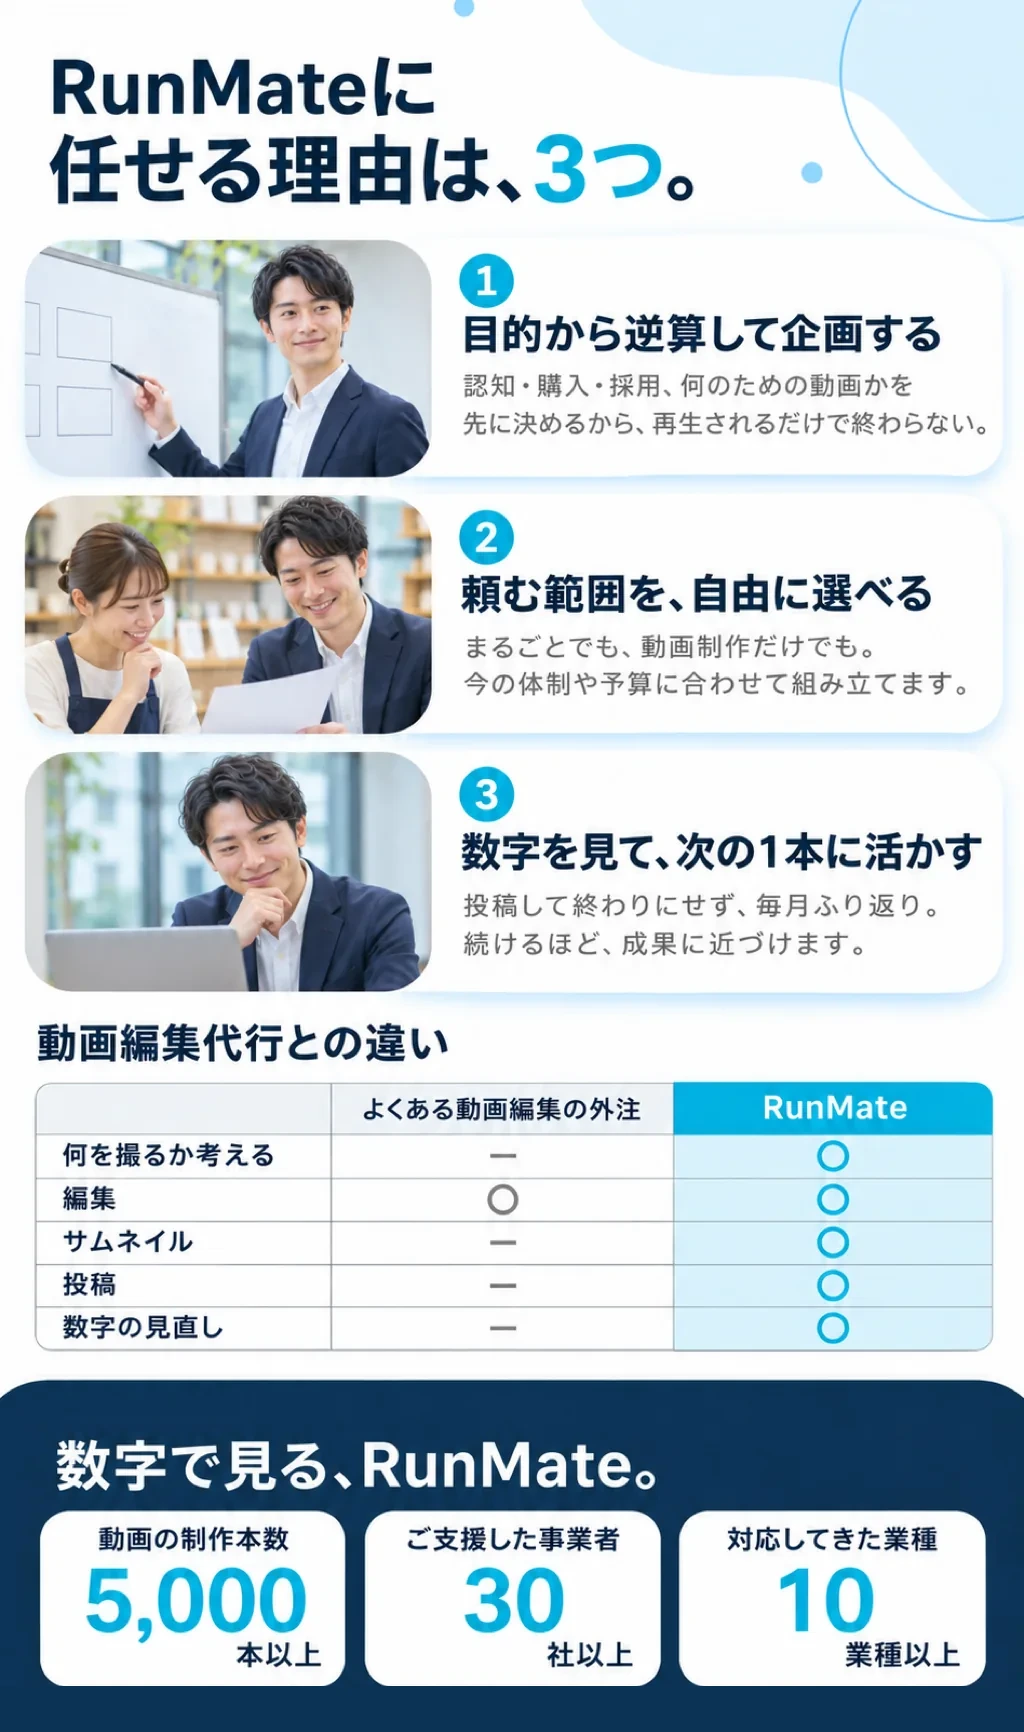 RunMateに
任せる理由は、3つ。
1
目的から逆算して企画する
認知・購入・採用、何のための動画かを
先に決めるから、再生されるだけで終わらない。
2
頼む範囲を、自由に選べる
まるごとでも、動画制作だけでも。
今の体制や予算に合わせて組み立てます。
3
数字を見て、次の1本に活かす
投稿して終わりにせず、毎月ふり返り。
続けるほど、成果に近づけます。
動画編集代行との違い
よくある動画編集の外注 RunMate
何を撮るか考える ー ○
編集 ○ ○
サムネイル ー ○
投稿 ー ○
数字の見直し ー ○
数字で見る、RunMate。
動画の制作本数
5,000
本以上
ご支援した事業者
30
社以上
対応してきた業種
10
業種以上